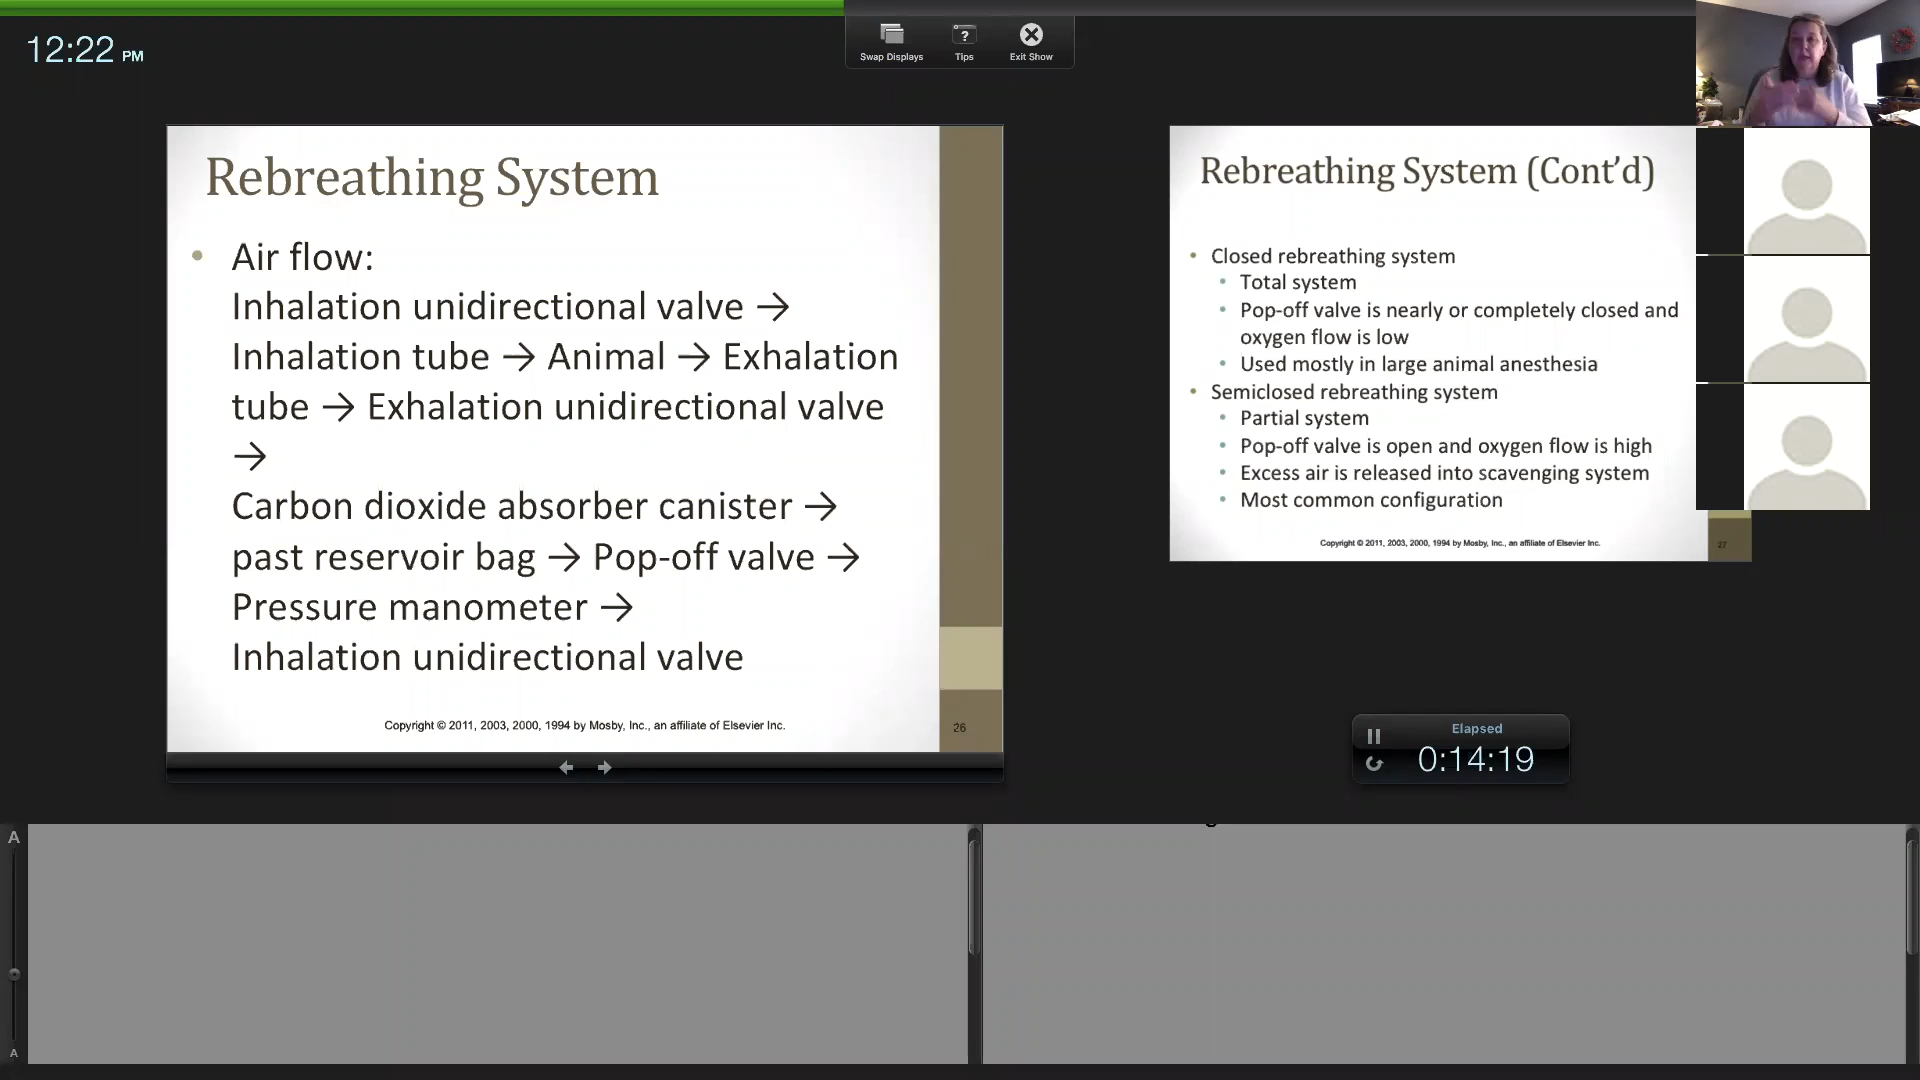 12:22 PM
Swap Displays
Tips
Exit Show
Rebreathing System
• Air flow:
Inhalation unidirectional valve →
Inhalation tube → Animal → Exhalation
tube → Exhalation unidirectional valve
→
Carbon dioxide absorber canister →
past reservoir bag → Pop-off valve →
Pressure manometer →
Inhalation unidirectional valve
Copyright © 2011, 2003, 2000, 1994 by Mosby, Inc., an affiliate of Elsevier Inc.
26
Rebreathing System (Cont’d)
• Closed rebreathing system
• Total system
• Pop-off valve is nearly or completely closed and
oxygen flow is low
• Used mostly in large animal anesthesia
• Semiclosed rebreathing system
• Partial system
• Pop-off valve is open and oxygen flow is high
• Excess air is released into scavenging system
• Most common configuration
Copyright © 2011, 2003, 2000, 1994 by Mosby, Inc., an affiliate of Elsevier Inc.
27
Elapsed
0:14:19
A
A